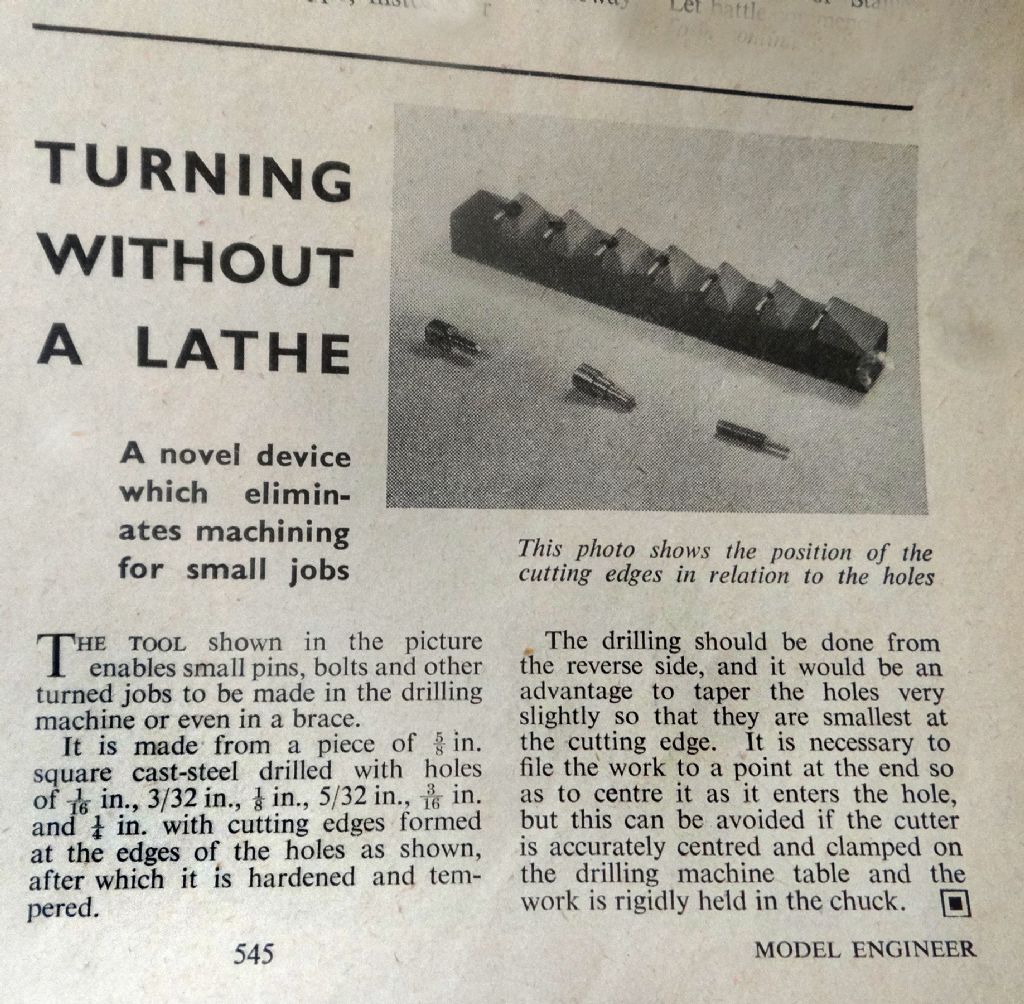 Let battle
TURNING
WITHOUT
A LATHE
A novel device
which elimin-
ates machining
for small jobs
This photo shows the position of the
cutting edges in relation to the holes
THE TOOL shown in the picture
enables small pins, bolts and other
turned jobs to be made in the drilling
machine or even in a brace.
It is made from a piece of ⅝ in.
square cast-steel drilled with holes
of 1/16 in., 3/32 in., ⅛ in., 5/32 in., 3/16 in.
and ¼ in. with cutting edges formed
at the edges of the holes as shown,
after which it is hardened and tem-
pered.
The drilling should be done from
the reverse side, and it would be an
advantage to taper the holes very
slightly so that they are smallest at
the cutting edge. It is necessary to
file the work to a point at the end so
as to centre it as it enters the hole,
but this can be avoided if the cutter
is accurately centred and clamped on
the drilling machine table and the
work is rigidly held in the chuck.
545
MODEL ENGINEER